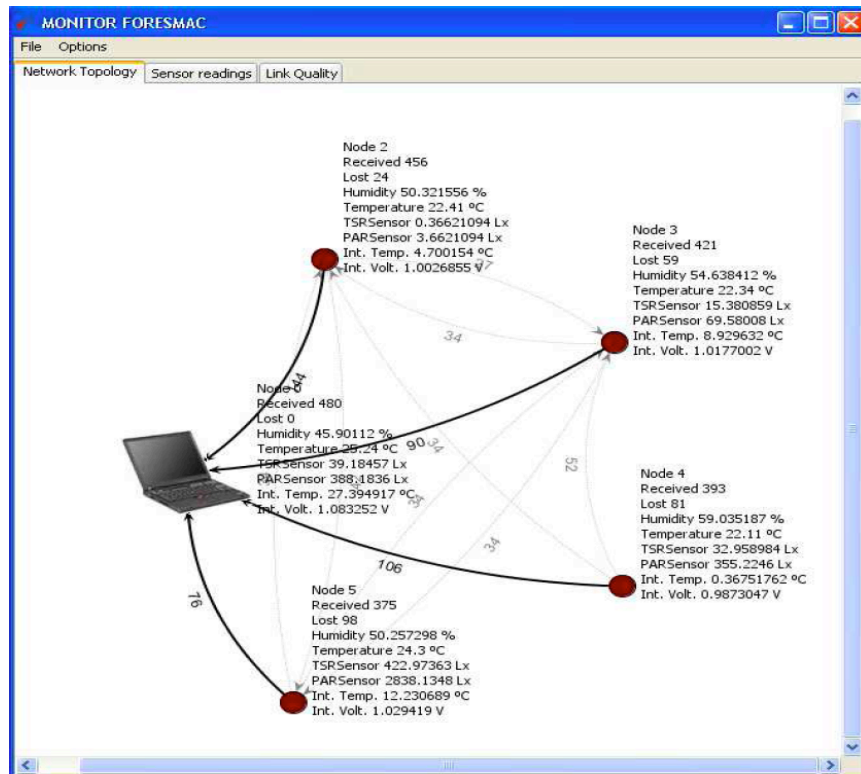 MONITOR FORESMAC
File Options
Network Topology Sensor readings Link Quality
Node 2
Received 456
Lost 24
Humidity 50.321556 %
Temperature 22.41 ºC
TSRSensor 0.36621094 Lx
PARSensor 3.6621094 Lx
Int. Temp. 4.700154 ºC
Int. Volt. 1.0026855 V
37
Node 3
Received 421
Lost 59
Humidity 54.638412 %
Temperature 22.34 ºC
TSRSensor 15.380859 Lx
PARSensor 69.58008 Lx
Int. Temp. 8.929632 ºC
Int. Volt. 1.0177002 V
34
Node
Received 480
Lost 0
Humidity 45.90112 %
Temperature 25.24 ºC
TSRSensor 39.18457 Lx
PARSensor 388.1836 Lx
Int. Temp. 27.394917 ºC
Int. Volt. 1.083252 V
90
34
52
34
34
Node 4
Received 393
Lost 81
Humidity 59.035187 %
Temperature 22.11 ºC
TSRSensor 32.958984 Lx
PARSensor 355.2246 Lx
Int. Temp. 0.36751762 ºC
Int. Volt. 0.9873047 V
106
76
Node 5
Received 375
Lost 98
Humidity 50.257298 %
Temperature 24.3 ºC
TSRSensor 422.97363 Lx
PARSensor 2838.1348 Lx
Int. Temp. 12.230689 ºC
Int. Volt. 1.029419 V